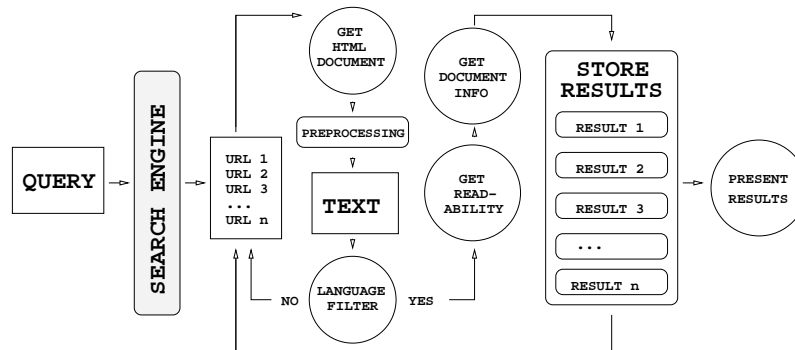 QUERY
SEARCH ENGINE
URL 1
URL 2
URL 3
...
URL n
GET
HTML
DOCUMENT
PREPROCESSING
TEXT
LANGUAGE
FILTER
NO
YES
GET
READ-
ABILITY
GET
DOCUMENT
INFO
STORE
RESULTS
RESULT 1
RESULT 2
RESULT 3
...
RESULT n
PRESENT
RESULTS